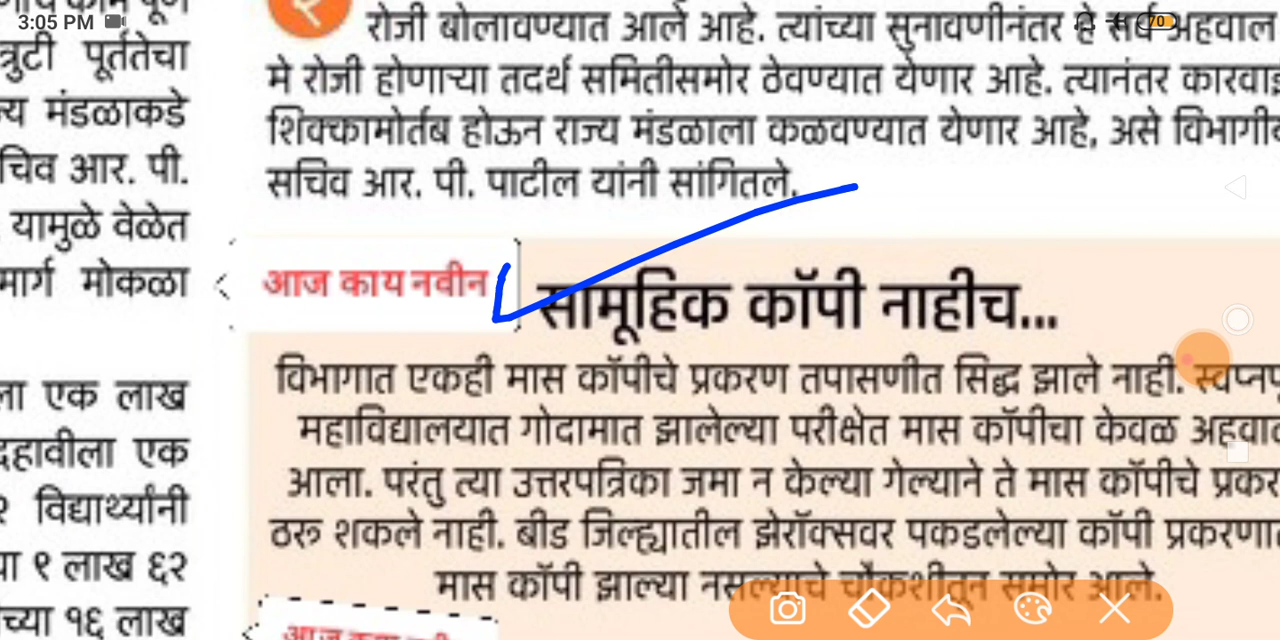 3:05 PM
70
पूर्ण
त्रुटी पूर्ततेचा
मंडळाकडे
आर. पी.
यामुळे वेळेत
मार्ग मोकळा
एक लाख
दहावीला एक
विद्यार्थ्यांनी
९ लाख ६२
१६ लाख
रोजी बोलावण्यात आले आहे. त्यांच्या सुनावणीनंतर हे सर्व अहवाल
मे रोजी होणाऱ्या तदर्थ समितीसमोर ठेवण्यात येणार आहे. त्यानंतर
शिक्कामोर्तब होऊन राज्य मंडळाला कळवण्यात येणार आहे, असे
सचिव आर. पी. पाटील यांनी सांगितले.
आज काय नवीन
सामूहिक कॉपी नाहीच...
विभागात एकही मास कॉपीचे प्रकरण तपासणीत सिद्ध झाले नाही.
महाविद्यालयात गोदामात झालेल्या परीक्षेत मास कॉपीचा केवळ
आला. परंतु त्या उत्तरपत्रिका जमा न केल्या गेल्याने ते मास कॉपीचे
ठरू शकले नाही. बीड जिल्ह्यातील झेरॉक्सवर पकडलेल्या कॉपी
मास कॉपी झाल्या नसल्याचे चौकशीतून समोर आले.